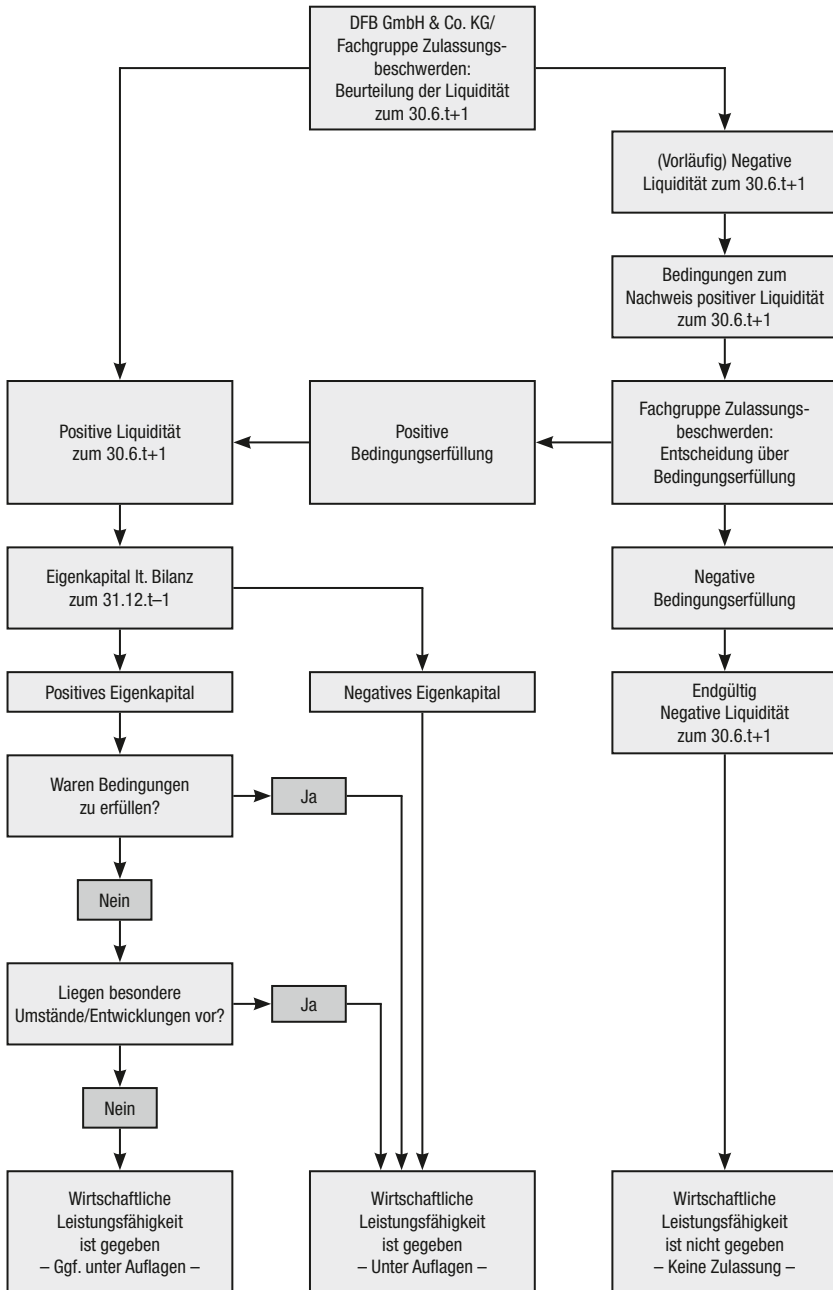 DFB GmbH & Co. KG/
Fachgruppe Zulassungs-
beschwerden:
Beurteilung der Liquidität
zum 30.6.t+1
(Vorläufig) Negative
Liquidität zum 30.6.t+1
Bedingungen zum
Nachweis positiver Liquidität
zum 30.6.t+1
Positive Liquidität
zum 30.6.t+1
Positive
Bedingungserfüllung
Fachgruppe Zulassungs-
beschwerden:
Entscheidung über
Bedingungserfüllung
Eigenkapital lt. Bilanz
zum 31.12.t–1
Negative
Bedingungserfüllung
Positives Eigenkapital
Negatives Eigenkapital
Endgültig
Negative Liquidität
zum 30.6.t+1
Waren Bedingungen
zu erfüllen?
Ja
Nein
Liegen besondere
Umstände/Entwicklungen vor?
Ja
Nein
Wirtschaftliche
Leistungsfähigkeit
ist gegeben
– Ggf. unter Auflagen –
Wirtschaftliche
Leistungsfähigkeit
ist gegeben
– Unter Auflagen –
Wirtschaftliche
Leistungsfähigkeit
ist nicht gegeben
– Keine Zulassung –